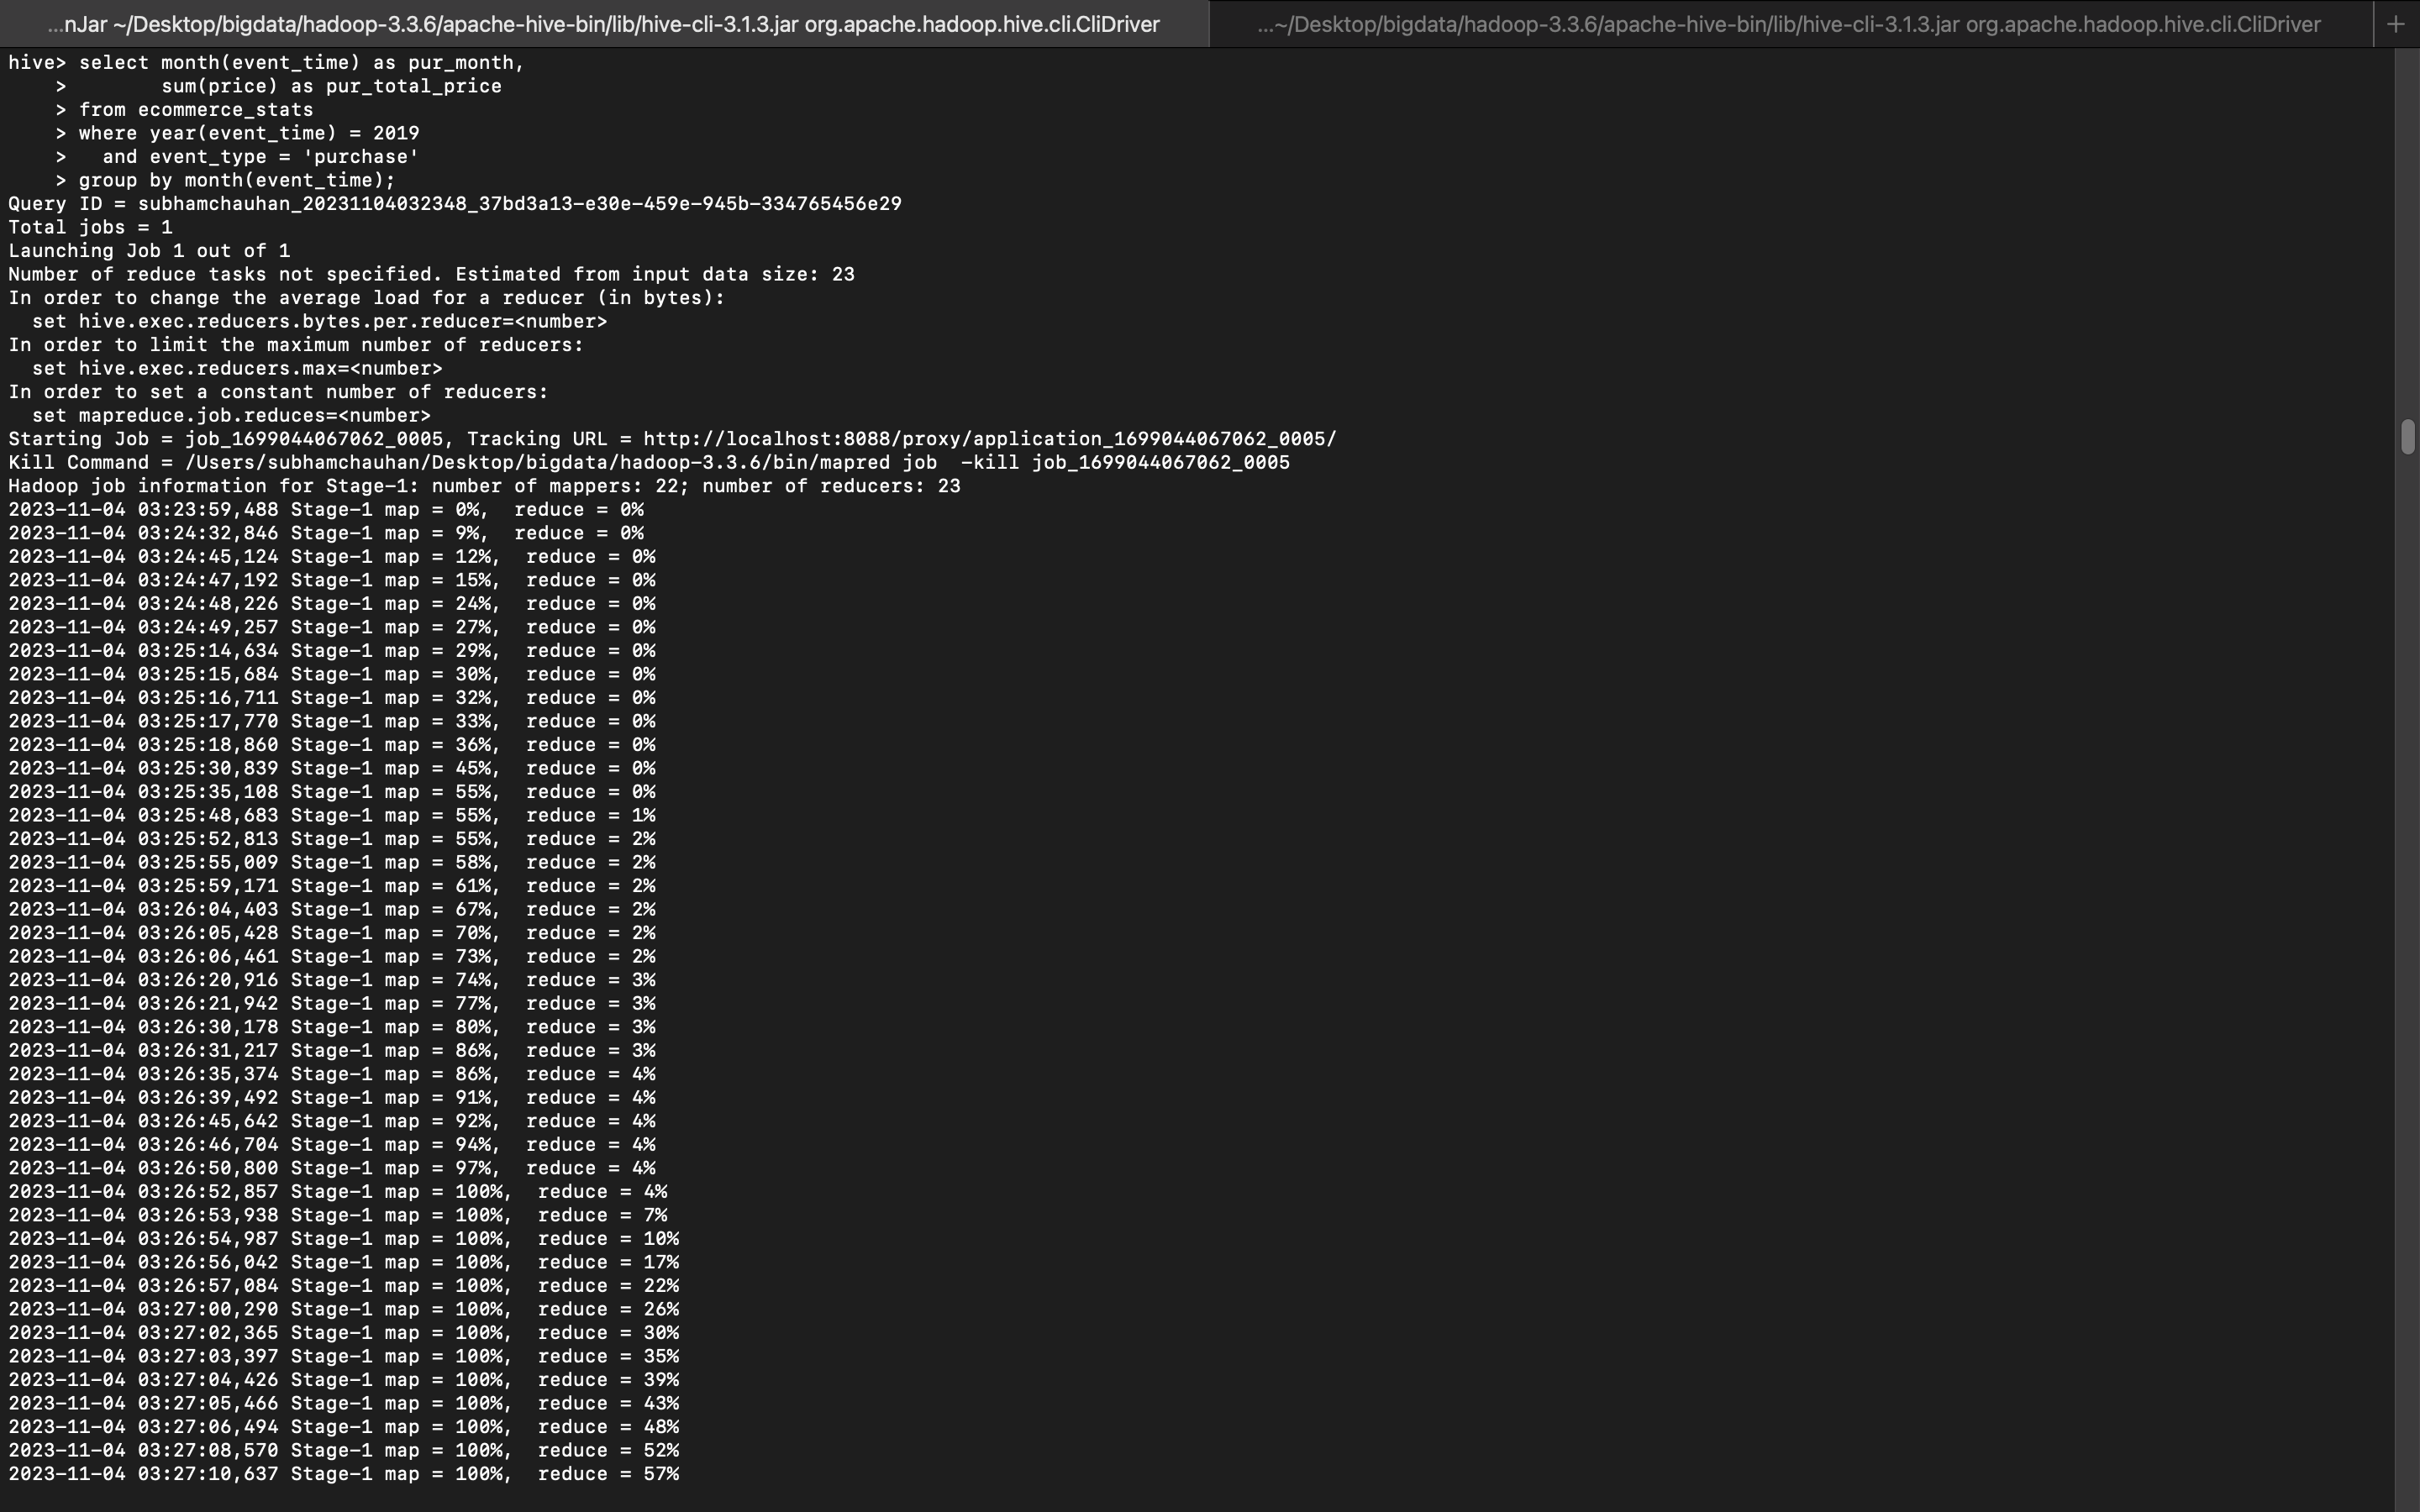 ...nJar ~/Desktop/bigdata/hadoop-3.3.6/apache-hive-bin/lib/hive-cli-3.1.3.jar org.apache.hadoop.hive.cli.CliDriver
...~/Desktop/bigdata/hadoop-3.3.6/apache-hive-bin/lib/hive-cli-3.1.3.jar org.apache.hadoop.hive.cli.CliDriver
+
hive> select month(event_time) as pur_month,
    >        sum(price) as pur_total_price
    > from ecommerce_stats
    > where year(event_time) = 2019
    >   and event_type = 'purchase'
    > group by month(event_time);
Query ID = subhamchauhan_20231104032348_37bd3a13-e30e-459e-945b-334765456e29
Total jobs = 1
Launching Job 1 out of 1
Number of reduce tasks not specified. Estimated from input data size: 23
In order to change the average load for a reducer (in bytes):
  set hive.exec.reducers.bytes.per.reducer=<number>
In order to limit the maximum number of reducers:
  set hive.exec.reducers.max=<number>
In order to set a constant number of reducers:
  set mapreduce.job.reduces=<number>
Starting Job = job_1699044067062_0005, Tracking URL = http://localhost:8088/proxy/application_1699044067062_0005/
Kill Command = /Users/subhamchauhan/Desktop/bigdata/hadoop-3.3.6/bin/mapred job  -kill job_1699044067062_0005
Hadoop job information for Stage-1: number of mappers: 22; number of reducers: 23
2023-11-04 03:23:59,488 Stage-1 map = 0%,  reduce = 0%
2023-11-04 03:24:32,846 Stage-1 map = 9%,  reduce = 0%
2023-11-04 03:24:45,124 Stage-1 map = 12%,  reduce = 0%
2023-11-04 03:24:47,192 Stage-1 map = 15%,  reduce = 0%
2023-11-04 03:24:48,226 Stage-1 map = 24%,  reduce = 0%
2023-11-04 03:24:49,257 Stage-1 map = 27%,  reduce = 0%
2023-11-04 03:25:14,634 Stage-1 map = 29%,  reduce = 0%
2023-11-04 03:25:15,684 Stage-1 map = 30%,  reduce = 0%
2023-11-04 03:25:16,711 Stage-1 map = 32%,  reduce = 0%
2023-11-04 03:25:17,770 Stage-1 map = 33%,  reduce = 0%
2023-11-04 03:25:18,860 Stage-1 map = 36%,  reduce = 0%
2023-11-04 03:25:30,839 Stage-1 map = 45%,  reduce = 0%
2023-11-04 03:25:35,108 Stage-1 map = 55%,  reduce = 0%
2023-11-04 03:25:48,683 Stage-1 map = 55%,  reduce = 1%
2023-11-04 03:25:52,813 Stage-1 map = 55%,  reduce = 2%
2023-11-04 03:25:55,009 Stage-1 map = 58%,  reduce = 2%
2023-11-04 03:25:59,171 Stage-1 map = 61%,  reduce = 2%
2023-11-04 03:26:04,403 Stage-1 map = 67%,  reduce = 2%
2023-11-04 03:26:05,428 Stage-1 map = 70%,  reduce = 2%
2023-11-04 03:26:06,461 Stage-1 map = 73%,  reduce = 2%
2023-11-04 03:26:20,916 Stage-1 map = 74%,  reduce = 3%
2023-11-04 03:26:21,942 Stage-1 map = 77%,  reduce = 3%
2023-11-04 03:26:30,178 Stage-1 map = 80%,  reduce = 3%
2023-11-04 03:26:31,217 Stage-1 map = 86%,  reduce = 3%
2023-11-04 03:26:35,374 Stage-1 map = 86%,  reduce = 4%
2023-11-04 03:26:39,492 Stage-1 map = 91%,  reduce = 4%
2023-11-04 03:26:45,642 Stage-1 map = 92%,  reduce = 4%
2023-11-04 03:26:46,704 Stage-1 map = 94%,  reduce = 4%
2023-11-04 03:26:50,800 Stage-1 map = 97%,  reduce = 4%
2023-11-04 03:26:52,857 Stage-1 map = 100%,  reduce = 4%
2023-11-04 03:26:53,938 Stage-1 map = 100%,  reduce = 7%
2023-11-04 03:26:54,987 Stage-1 map = 100%,  reduce = 10%
2023-11-04 03:26:56,042 Stage-1 map = 100%,  reduce = 17%
2023-11-04 03:26:57,084 Stage-1 map = 100%,  reduce = 22%
2023-11-04 03:27:00,290 Stage-1 map = 100%,  reduce = 26%
2023-11-04 03:27:02,365 Stage-1 map = 100%,  reduce = 30%
2023-11-04 03:27:03,397 Stage-1 map = 100%,  reduce = 35%
2023-11-04 03:27:04,426 Stage-1 map = 100%,  reduce = 39%
2023-11-04 03:27:05,466 Stage-1 map = 100%,  reduce = 43%
2023-11-04 03:27:06,494 Stage-1 map = 100%,  reduce = 48%
2023-11-04 03:27:08,570 Stage-1 map = 100%,  reduce = 52%
2023-11-04 03:27:10,637 Stage-1 map = 100%,  reduce = 57%